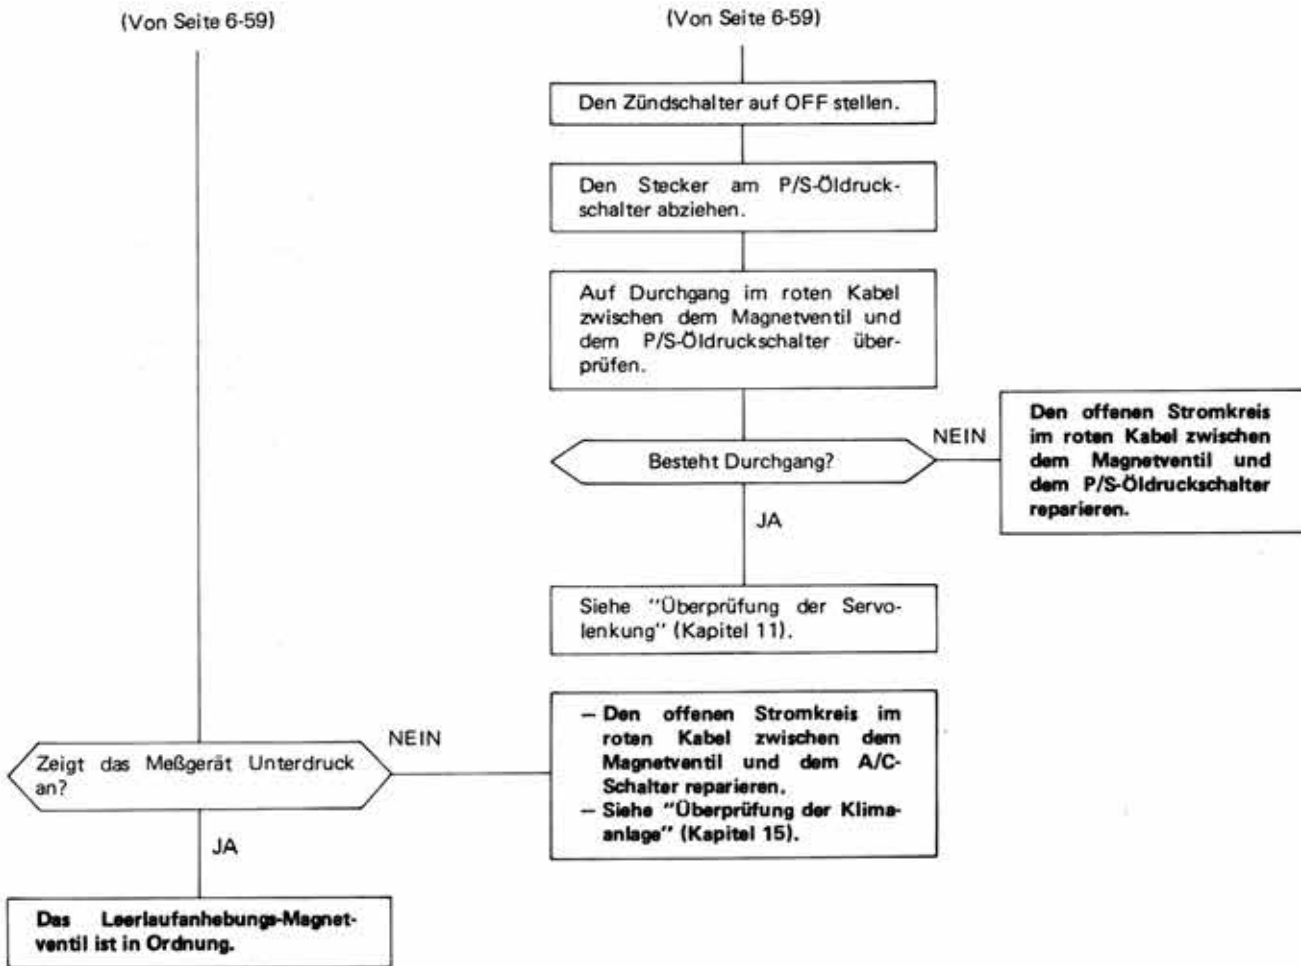 (Von Seite 6-59)
(Von Seite 6-59)
Den Zündschalter auf OFF stellen.
Den Stecker am P/S-Öldruck-
schalter abziehen.
Auf Durchgang im roten Kabel
zwischen dem Magnetventil und
dem P/S-Öldruckschalter über-
prüfen.
Besteht Durchgang?
NEIN
Den offenen Stromkreis
im roten Kabel zwischen
dem Magnetventil und
dem P/S-Öldruckschalter
reparieren.
JA
Siehe "Überprüfung der Servo-
lenkung" (Kapitel 11).
Zeigt das Meßgerät Unterdruck
an?
NEIN
– Den offenen Stromkreis im
roten Kabel zwischen dem
Magnetventil und dem A/C-
Schalter reparieren.
– Siehe "Überprüfung der Klima-
anlage" (Kapitel 15).
JA
Das Leerlaufanhebungs-Magnet-
ventil ist in Ordnung.